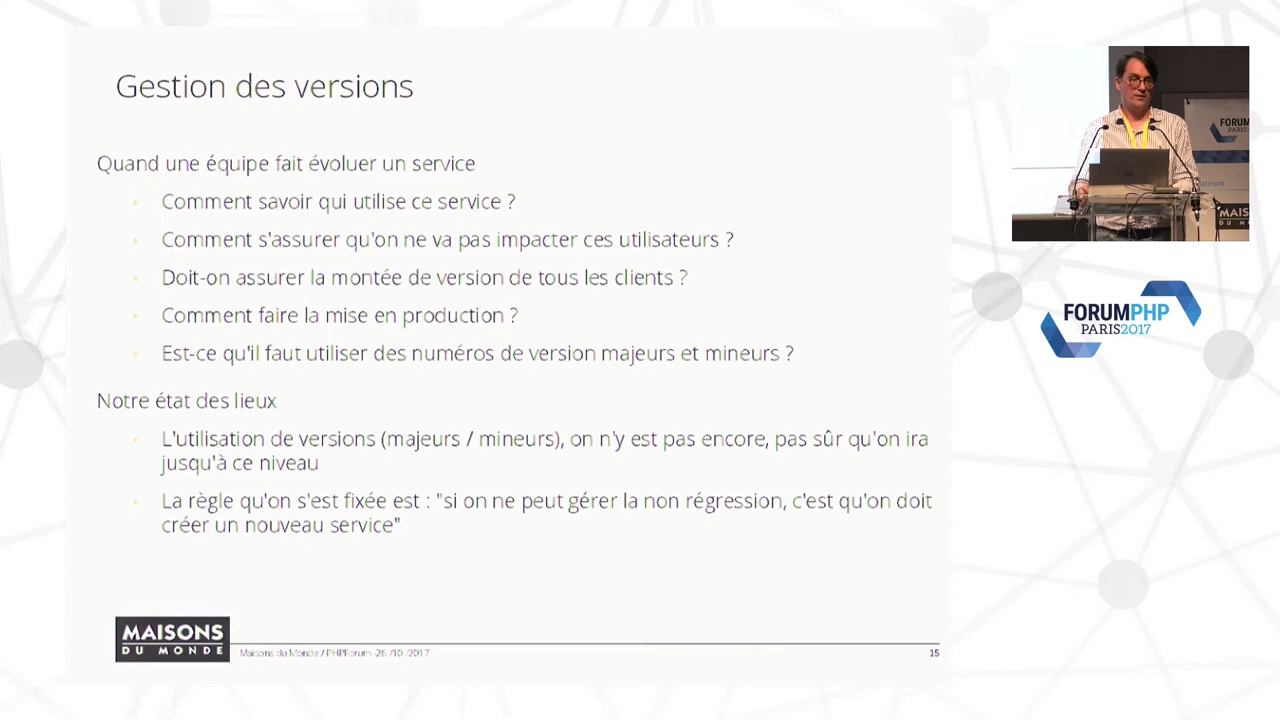 Gestion des versions
Quand une équipe fait évoluer un service
Comment savoir qui utilise ce service ?
Comment s'assurer qu'on ne va pas impacter ces utilisateurs ?
Doit-on assurer la montée de version de tous les clients ?
Comment faire la mise en production ?
Est-ce qu'il faut utiliser des numéros de version majeurs et mineurs ?
Notre état des lieux
L'utilisation de versions (majeurs / mineurs), on n'y est pas encore, pas sûr qu'on ira
jusqu'à ce niveau
La règle qu'on s'est fixée est : "si on ne peut gérer la non régression, c'est qu'on doit
créer un nouveau service"
MAISONS
DU MONDE
Maisons du Monde / PHPForum -26 /10 /2017
15
FORUM
PARIS
MAIS
DU MO
FORUMPHP
PARIS2017